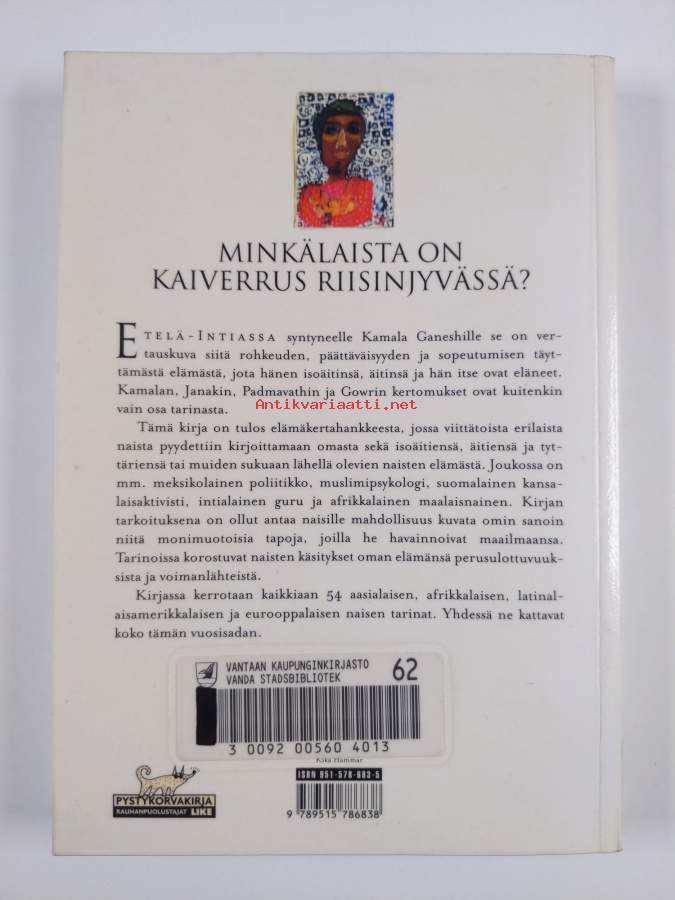 MINKÄLAISTA ON
KAIVERRUS RIISINJYVÄSSÄ?
ETELÄ-INTIASSA syntyneelle Kamala Ganeshille se on ver-
tauskuva siitä rohkeuden, päättäväisyyden ja sopeutumisen täyt-
tämästä elämästä, jota hänen isoäitinsä, äitinsä ja hän itse ovat eläneet.
Kamalan, Janakin, Padmavathin ja Gowrin kertomukset ovat kuitenkin
vain osa tarinasta.
Antikvariaatti.net
Tämä kirja on tulos elämäkertahankkeesta, jossa viittätoista erilaista
naista pyydettiin kirjoittamaan omasta sekä isoäitiensä, äitiensä ja tyt-
täriensä tai muiden sukuaan lähellä olevien naisten elämästä. Joukossa on
mm. meksikolainen poliitikko, muslimipsykologi, suomalainen kansa-
laisaktivisti, intialainen guru ja afrikkalainen maalaisnainen. Kirjan
tarkoituksena on ollut antaa naisille mahdollisuus kuvata omin sanoin
niitä monimuotoisia tapoja, joilla he havainnoivat maailmaansa.
Tarinoissa korostuvat naisten käsitykset oman elämänsä perusulottuvuuk-
sista ja voimanlähteistä.
Kirjassa kerrotaan kaikkiaan 54 aasialaisen, afrikkalaisen, latinal-
aisamerikkalaisen ja eurooppalaisen naisen tarinat. Yhdessä ne kattavat
koko tämän vuosisadan.
VANTAAN KAUPUNGINKIRJASTO 62
VANDA STADSBIBLIOTEK
3 0092 00560 4013
Kika Hammar
ISBN 951-578-683-5
9 789515 786838
PYSTYKORVAKIRJA
RAUHANPUOLUSTAJAT LIKE